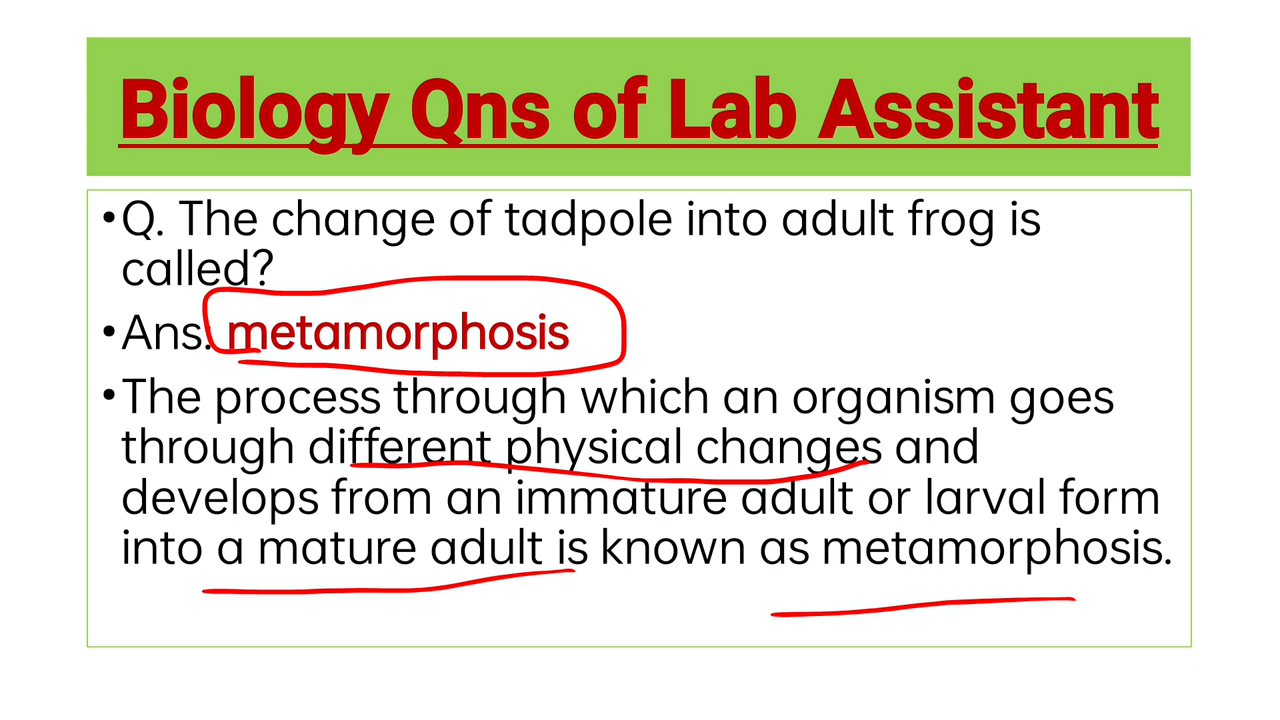 Biology Qns of Lab Assistant
•Q. The change of tadpole into adult frog is
called?
•Ans: metamorphosis
•The process through which an organism goes
through different physical changes and
develops from an immature adult or larval form
into a mature adult is known as metamorphosis.